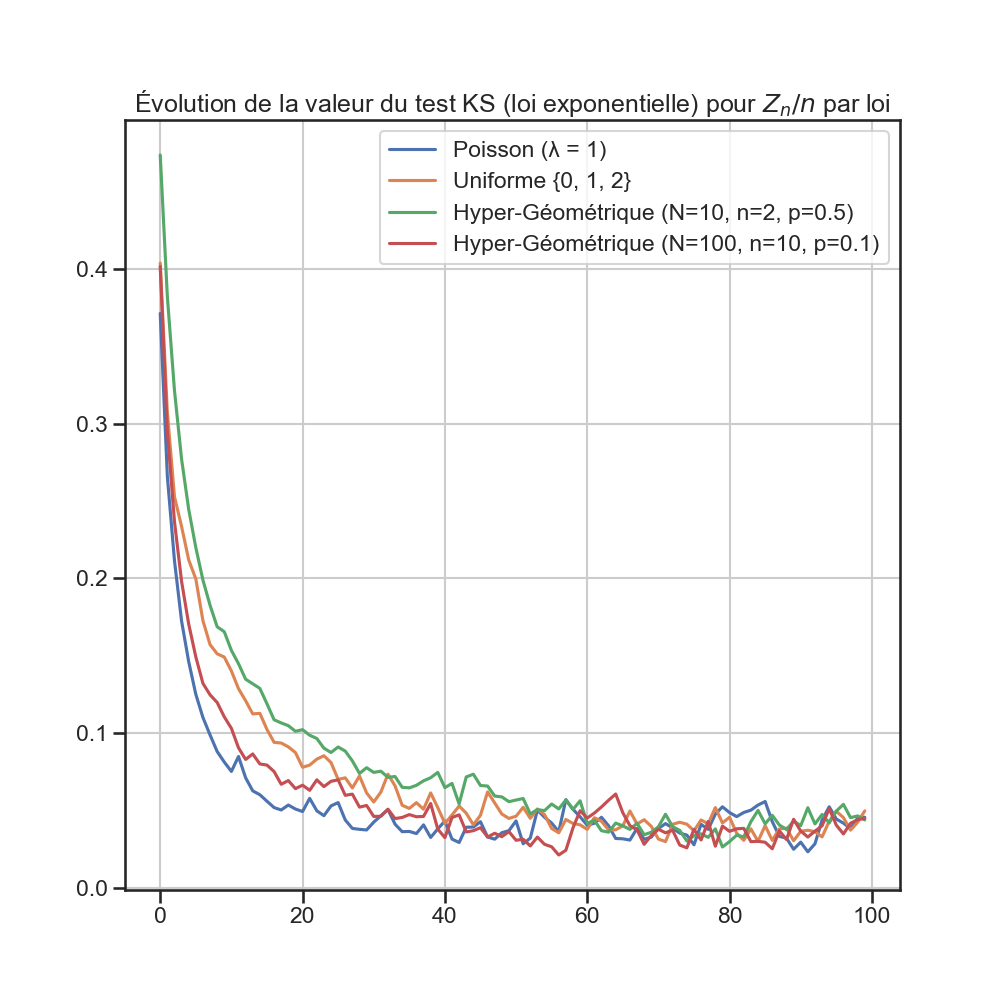 Évolution de la valeur du test KS (loi exponentielle) pour Zₙ/n par loi
Poisson (λ = 1)
Uniforme {0, 1, 2}
Hyper-Géométrique (N=10, n=2, p=0.5)
Hyper-Géométrique (N=100, n=10, p=0.1)
0.4
0.3
0.2
0.1
0.0
0 20 40 60 80 100